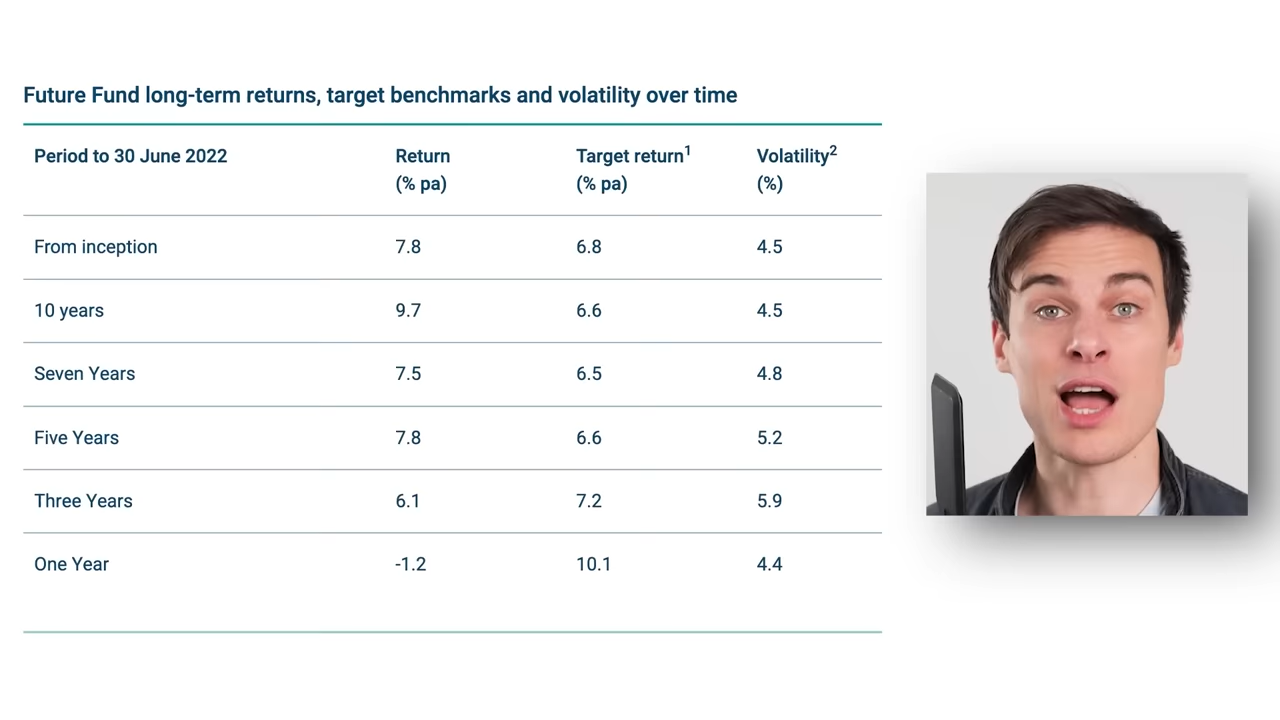 Future Fund long-term returns, target benchmarks and volatility over time
Period to 30 June 2022 Return (% pa) Target return¹ (% pa) Volatility² (%)
From inception 7.8 6.8 4.5
10 years 9.7 6.6 4.5
Seven Years 7.5 6.5 4.8
Five Years 7.8 6.6 5.2
Three Years 6.1 7.2 5.9
One Year -1.2 10.1 4.4